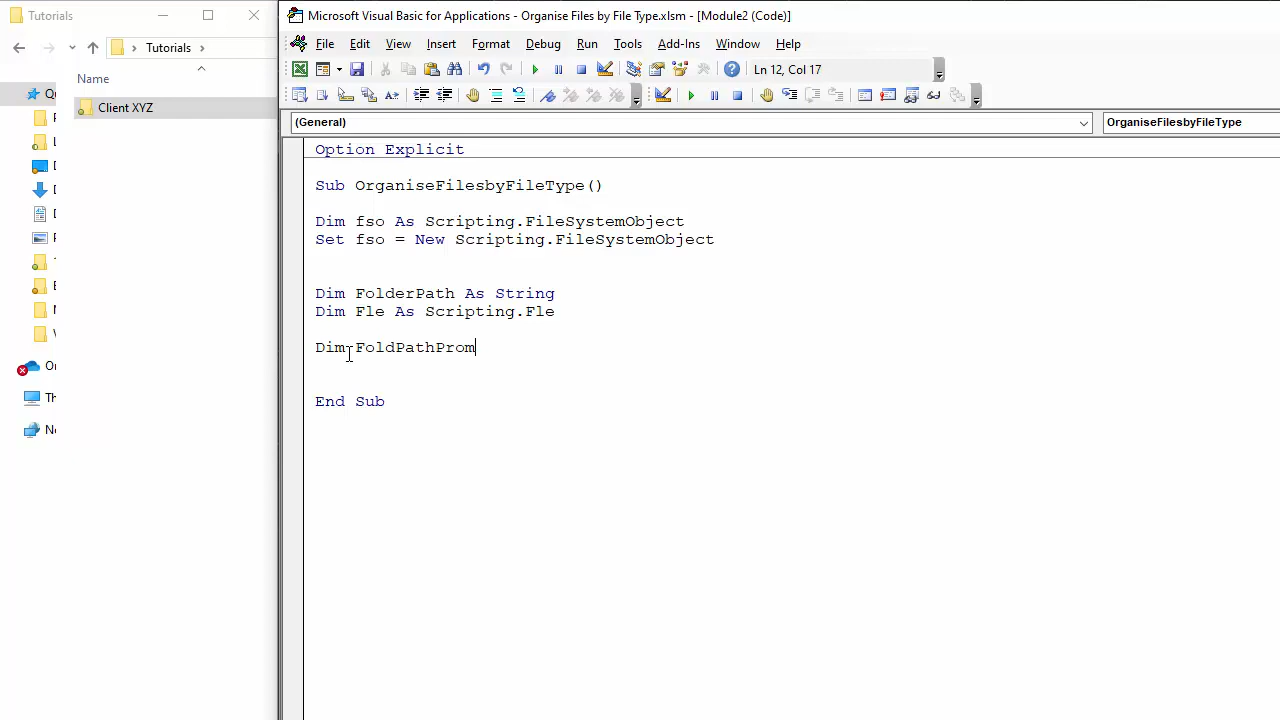 Tutorials
Microsoft Visual Basic for Applications - Organise Files by File Type.xlsm - [Module2 (Code)]
File Edit View Insert Format Debug Run Tools Add-Ins Window Help
Tutorials
Ln 12, Col 17
Name
Client XYZ
(General)
OrganiseFilesbyFileType
Option Explicit
Sub OrganiseFilesbyFileType()
Dim fso As Scripting.FileSystemObject
Set fso = New Scripting.FileSystemObject
Dim FolderPath As String
Dim Fle As Scripting.Fle
Dim FoldPathProm
End Sub